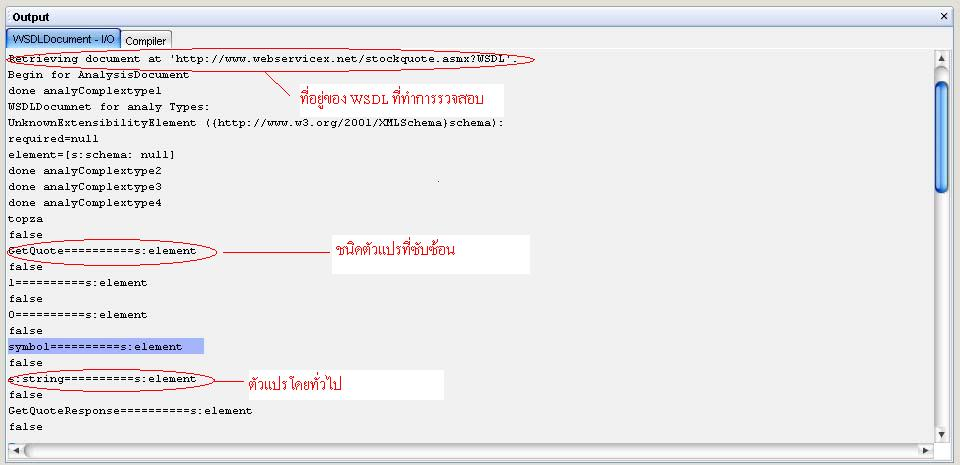 Output
WSDLDocument - I/O
Compiler
Retrieving document at 'http://www.webservicex.net/stockquote.asmx?WSDL'.
Begin for AnalysisDocument
done analyComplextype1
ที่อยู่ของ WSDL ที่ทำการรวจสอบ
WSDLDocumnet for analy Types:
UnknownExtensibilityElement ({http://www.w3.org/2001/XMLSchema}schema):
required=null
element=[s:schema: null]
done analyComplextype2
done analyComplextype3
done analyComplextype4
topza
false
GetQuote==========s:element
ชนิดตัวแปรที่ซับซ้อน
false
1==========s:element
false
0==========s:element
false
symbol==========s:element
false
s:string==========s:element
ตัวแปรโดยทั่วไป
false
GetQuoteResponse==========s:element
false